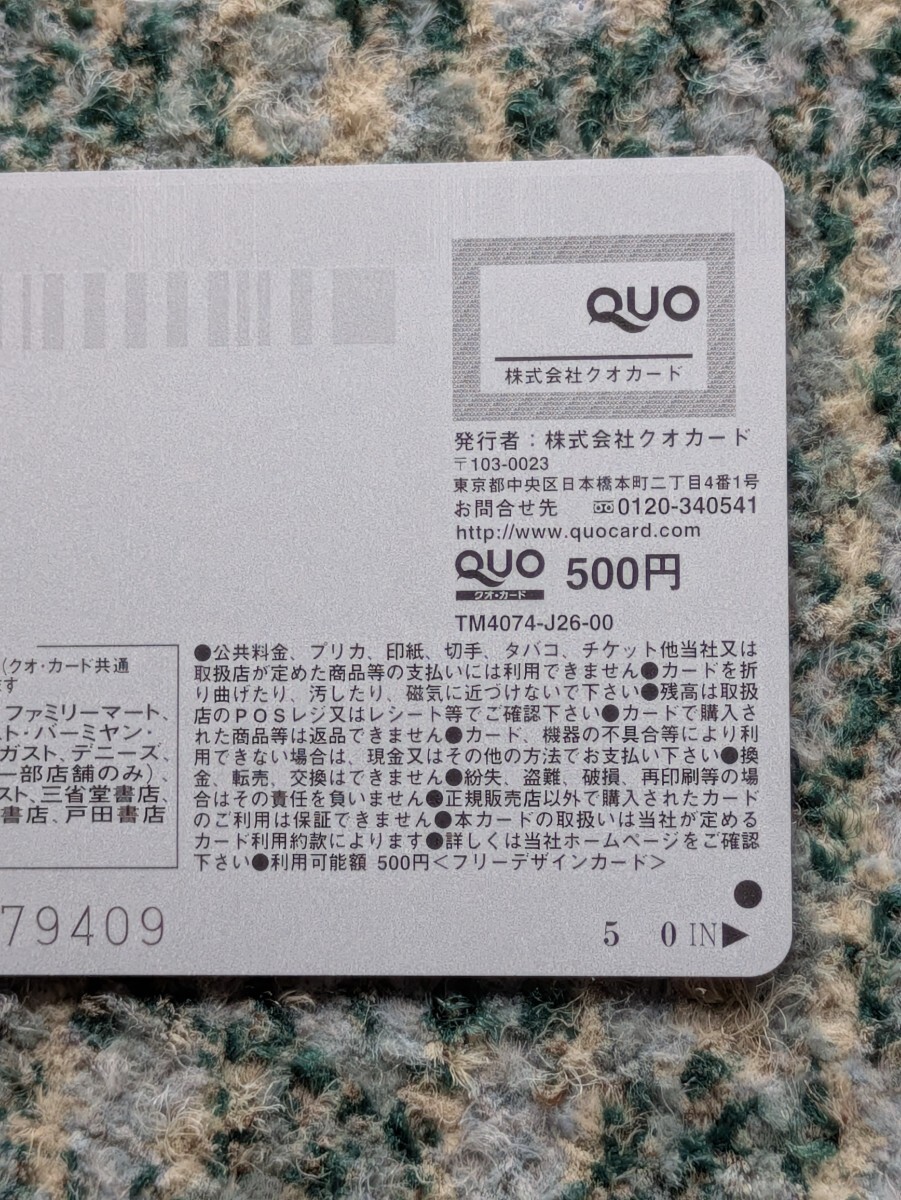 QUO
株式会社クオカード
発行者：株式会社クオカード
〒103-0023
東京都中央区日本橋本町二丁目4番1号
お問合せ先 0120-340541
http://www.quocard.com
QUO 500円
クオ・カード
TM4074-J26-00
●公共料金、プリカ、印紙、切手、タバコ、チケット他当社又は
取扱店が定めた商品等の支払いには利用できません●カードを折
り曲げたり、汚したり、磁気に近づけないで下さい●残高は取扱
店のPOSレジ又はレシート等でご確認下さい●カードで購入さ
れた商品等は返品できません●カード、機器の不具合等により利
用できない場合は、現金又はその他の方法でお支払い下さい●換
金、転売、交換はできません●紛失、盗難、破損、再印刷等の場
合はその責任を負いません●正規販売店以外で購入されたカード
のご利用は保証できません●本カードの取扱いは当社が定める
カード利用約款によります●詳しくは当社ホームページをご確認
下さい●利用可能額 500円＜フリーデザインカード＞
(クオ・カード共通
ます
ファミリーマート、
スト・バーミヤン・
ガスト、デニーズ、
一部店舗のみ)、
スト、三省堂書店、
書店、戸田書店
79409
5 0 IN▶